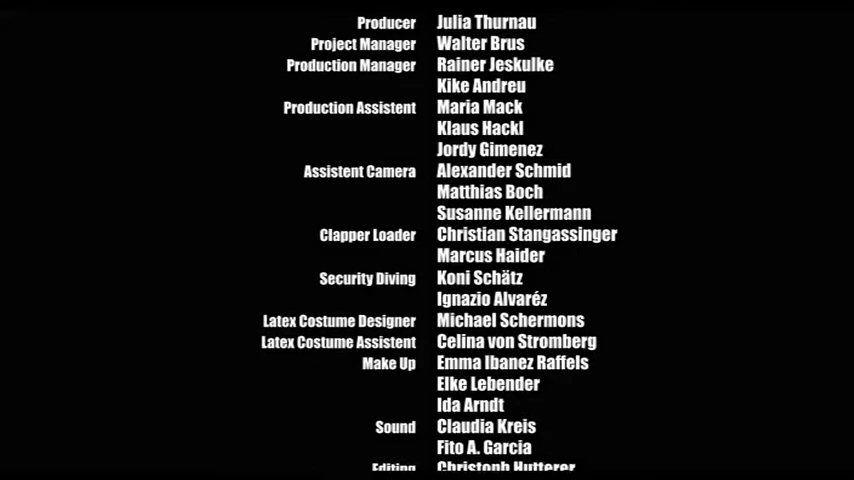 Producer Julia Thurnau
Project Manager Walter Brus
Production Manager Rainer Jeskulke
Kike Andreu
Production Assistent Maria Mack
Klaus Hackl
Jordy Gimenez
Assistent Camera Alexander Schmid
Matthias Boch
Susanne Kellermann
Clapper Loader Christian Stangassinger
Marcus Haider
Security Diving Koni Schätz
Ignazio Alvaréz
Latex Costume Designer Michael Schermons
Latex Costume Assistent Celina von Stromberg
Make Up Emma Ibanez Raffels
Elke Lebender
Ida Arndt
Sound Claudia Kreis
Fito A. Garcia
Editing Christoph Hutterer